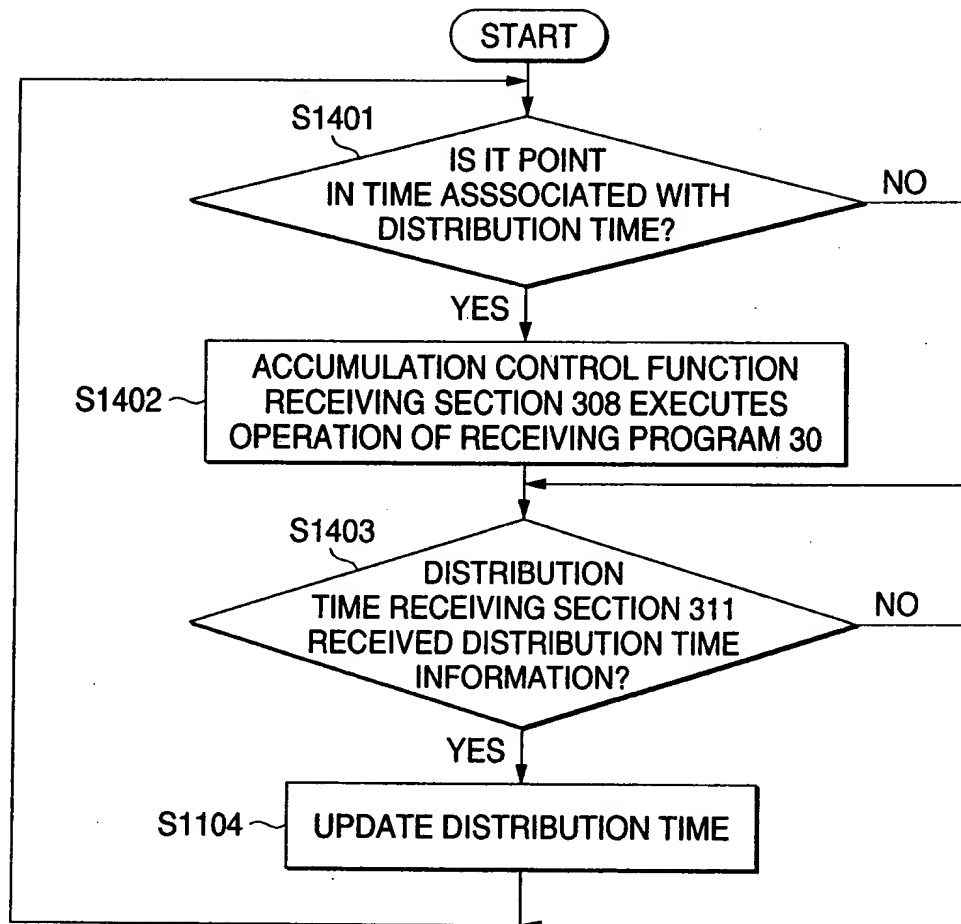 START
S1401
IS IT POINT
IN TIME ASSSOCIATED WITH
DISTRIBUTION TIME?
NO
YES
S1402
ACCUMULATION CONTROL FUNCTION
RECEIVING SECTION 308 EXECUTES
OPERATION OF RECEIVING PROGRAM 30
S1403
DISTRIBUTION
TIME RECEIVING SECTION 311
RECEIVED DISTRIBUTION TIME
INFORMATION?
NO
YES
S1104
UPDATE DISTRIBUTION TIME